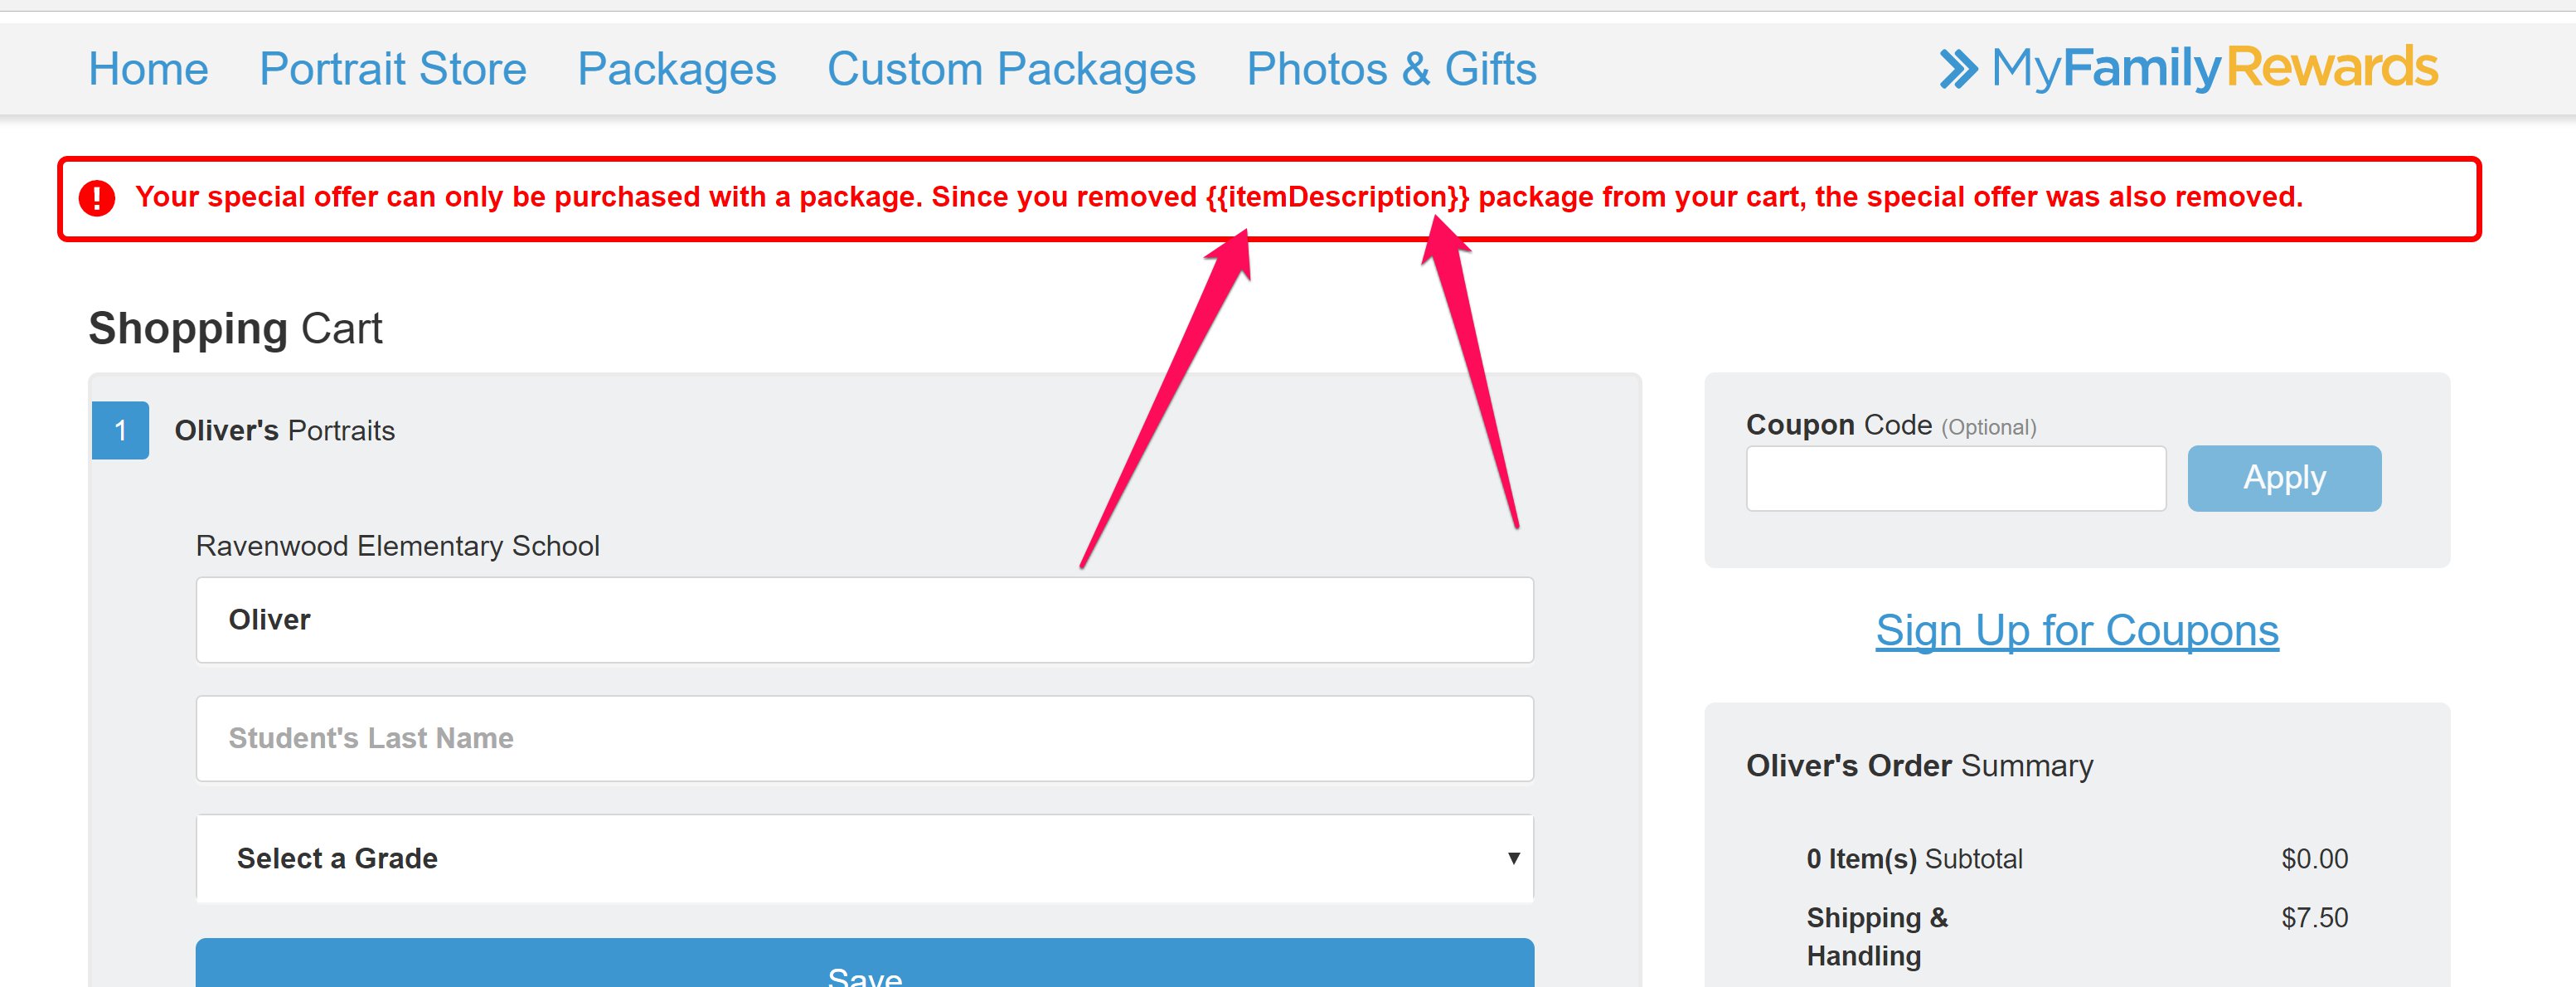 Home Portrait Store Packages Custom Packages Photos & Gifts MyFamilyRewards
Your special offer can only be purchased with a package. Since you removed {{itemDescription}} package from your cart, the special offer was also removed.
Shopping Cart
1 Oliver's Portraits
Ravenwood Elementary School
Oliver
Student's Last Name
Select a Grade
Save
Coupon Code (Optional)
Apply
Sign Up for Coupons
Oliver's Order Summary
0 Item(s) Subtotal $0.00
Shipping & $7.50
Handling